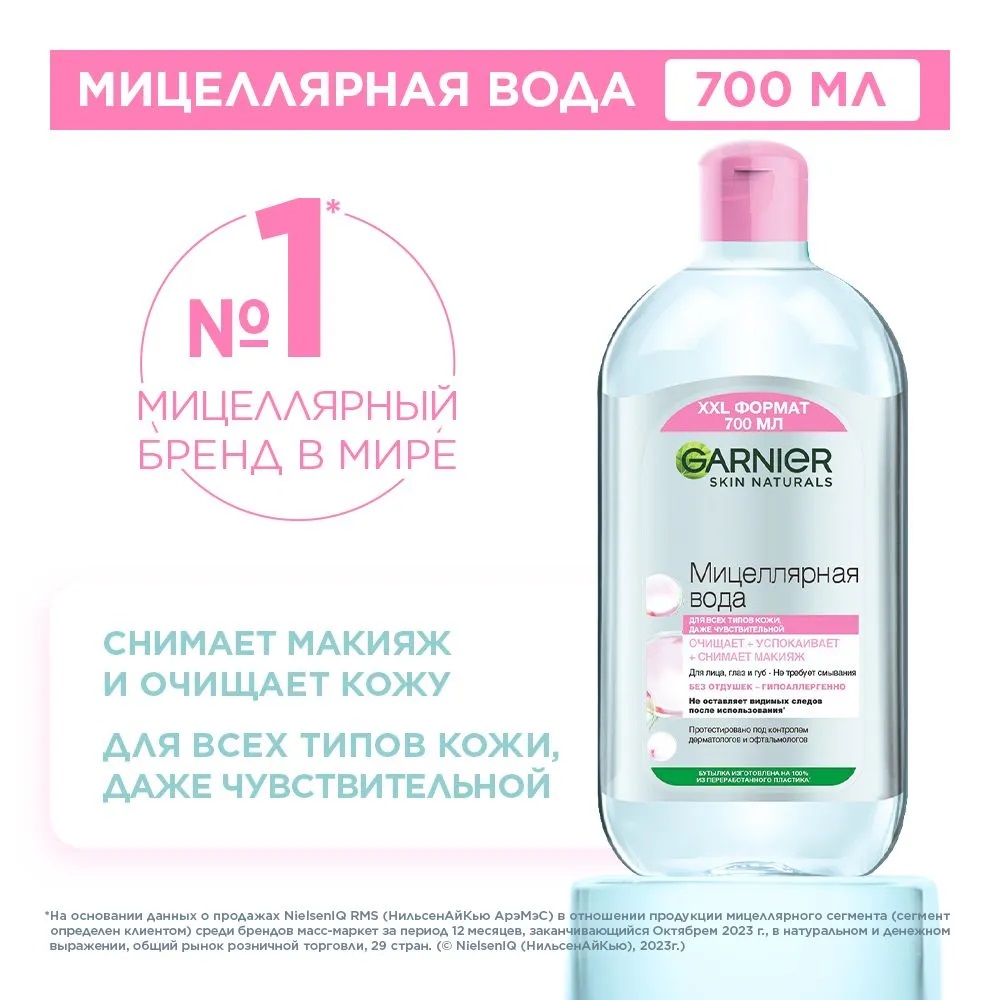 МИЦЕЛЛЯРНАЯ ВОДА 700 МЛ
№1*
МИЦЕЛЛЯРНЫЙ
БРЕНД В МИРЕ
СНИМАЕТ МАКИЯЖ
И ОЧИЩАЕТ КОЖУ
ДЛЯ ВСЕХ ТИПОВ КОЖИ,
ДАЖЕ ЧУВСТВИТЕЛЬНОЙ
XXL ФОРМАТ
700 МЛ
GARNIER
SKIN NATURALS
Мицеллярная
вода
ДЛЯ ВСЕХ ТИПОВ КОЖИ,
ДАЖЕ ЧУВСТВИТЕЛЬНОЙ
ОЧИЩАЕТ + УСПОКАИВАЕТ
+ СНИМАЕТ МАКИЯЖ
Для лица, глаз и губ - Не требует смывания
БЕЗ ОТДУШЕК – ГИПОАЛЛЕРГЕННО
Не оставляет видимых следов
после использования*
Протестировано под контролем
дерматологов и офтальмологов
БУТЫЛКА ИЗГОТОВЛЕНА НА 100%
ИЗ ПЕРЕРАБОТАННОГО ПЛАСТИКА*
*На основании данных о продажах NielsenIQ RMS (НильсенАйКью АрэМэС) в отношении продукции мицеллярного сегмента (сегмент
определен клиентом) среди брендов масс-маркет за период 12 месяцев, заканчивающийся Октябрем 2023 г., в натуральном и денежном
выражении, общий рынок розничной торговли, 29 стран. (© NielsenIQ (НильсенАйКью), 2023г.)